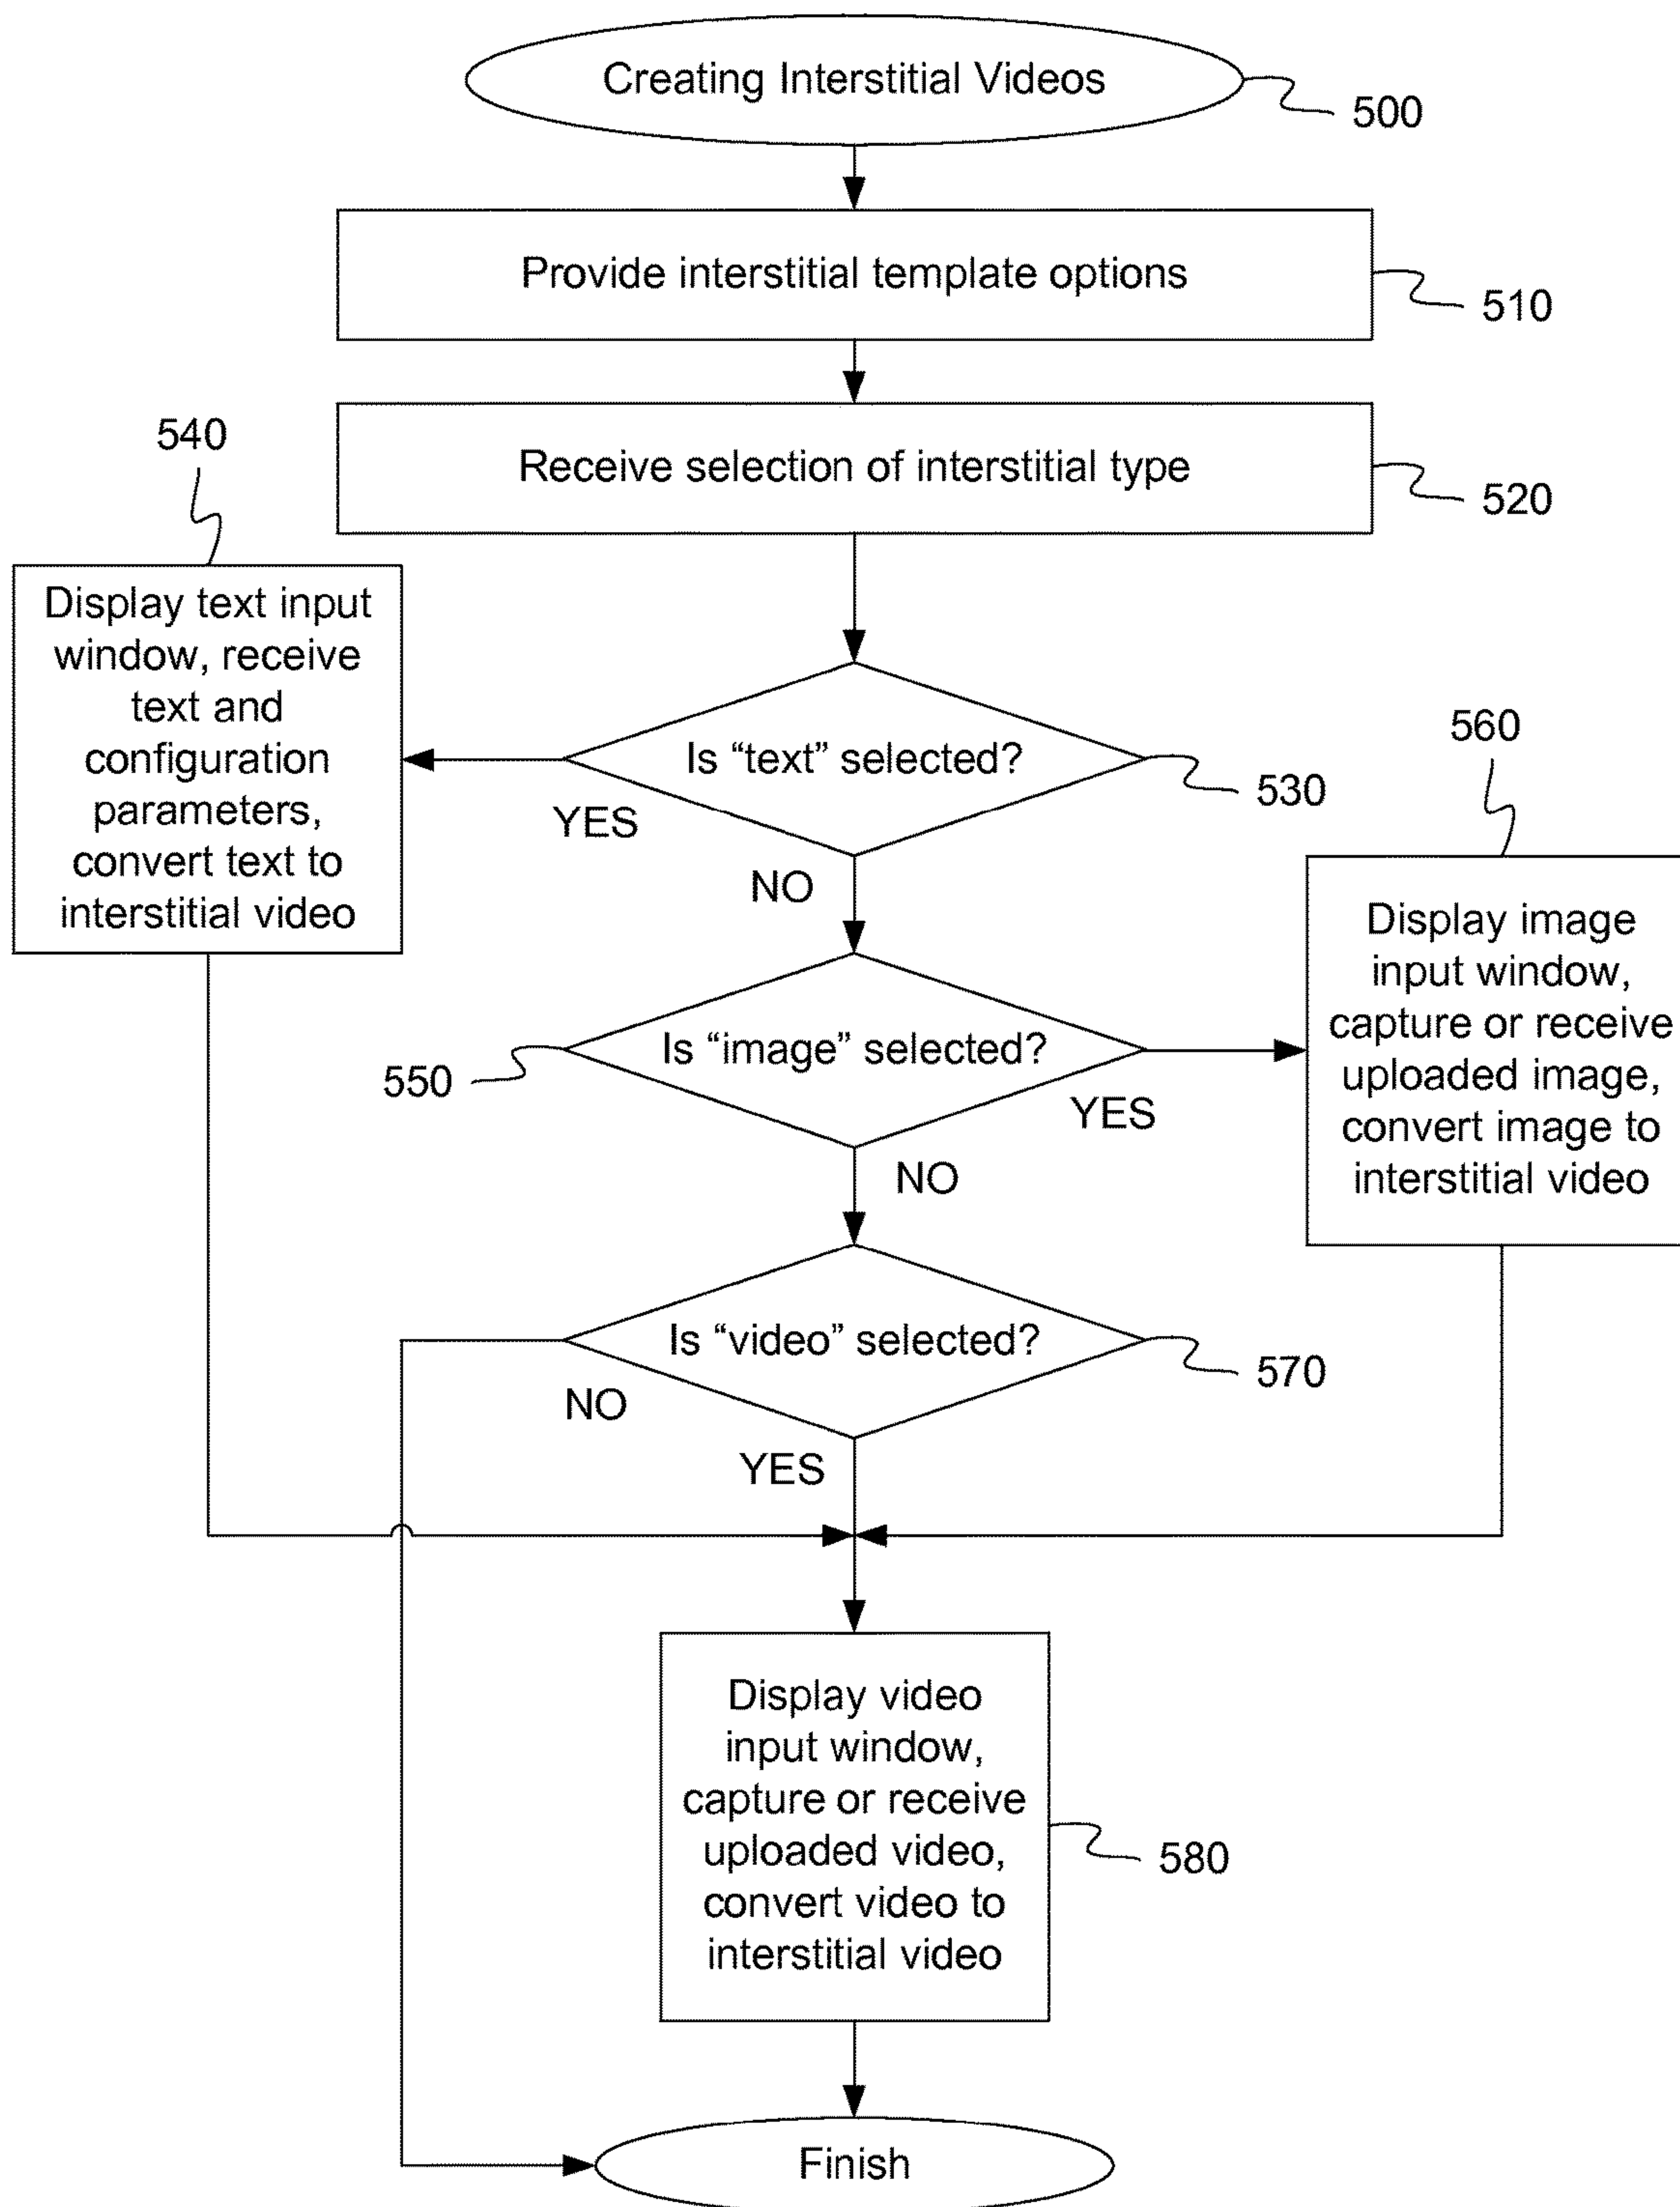 Creating Interstitial Videos
500
Provide interstitial template options
510
Receive selection of interstitial type
520
540
Display text input
window, receive
text and
configuration
parameters,
convert text to
interstitial video
Is “text” selected?
530
YES
NO
560
Display image
input window,
capture or receive
uploaded image,
convert image to
interstitial video
Is “image” selected?
550
YES
NO
Is “video” selected?
570
NO
YES
Display video
input window,
capture or receive
uploaded video,
convert video to
interstitial video
580
Finish